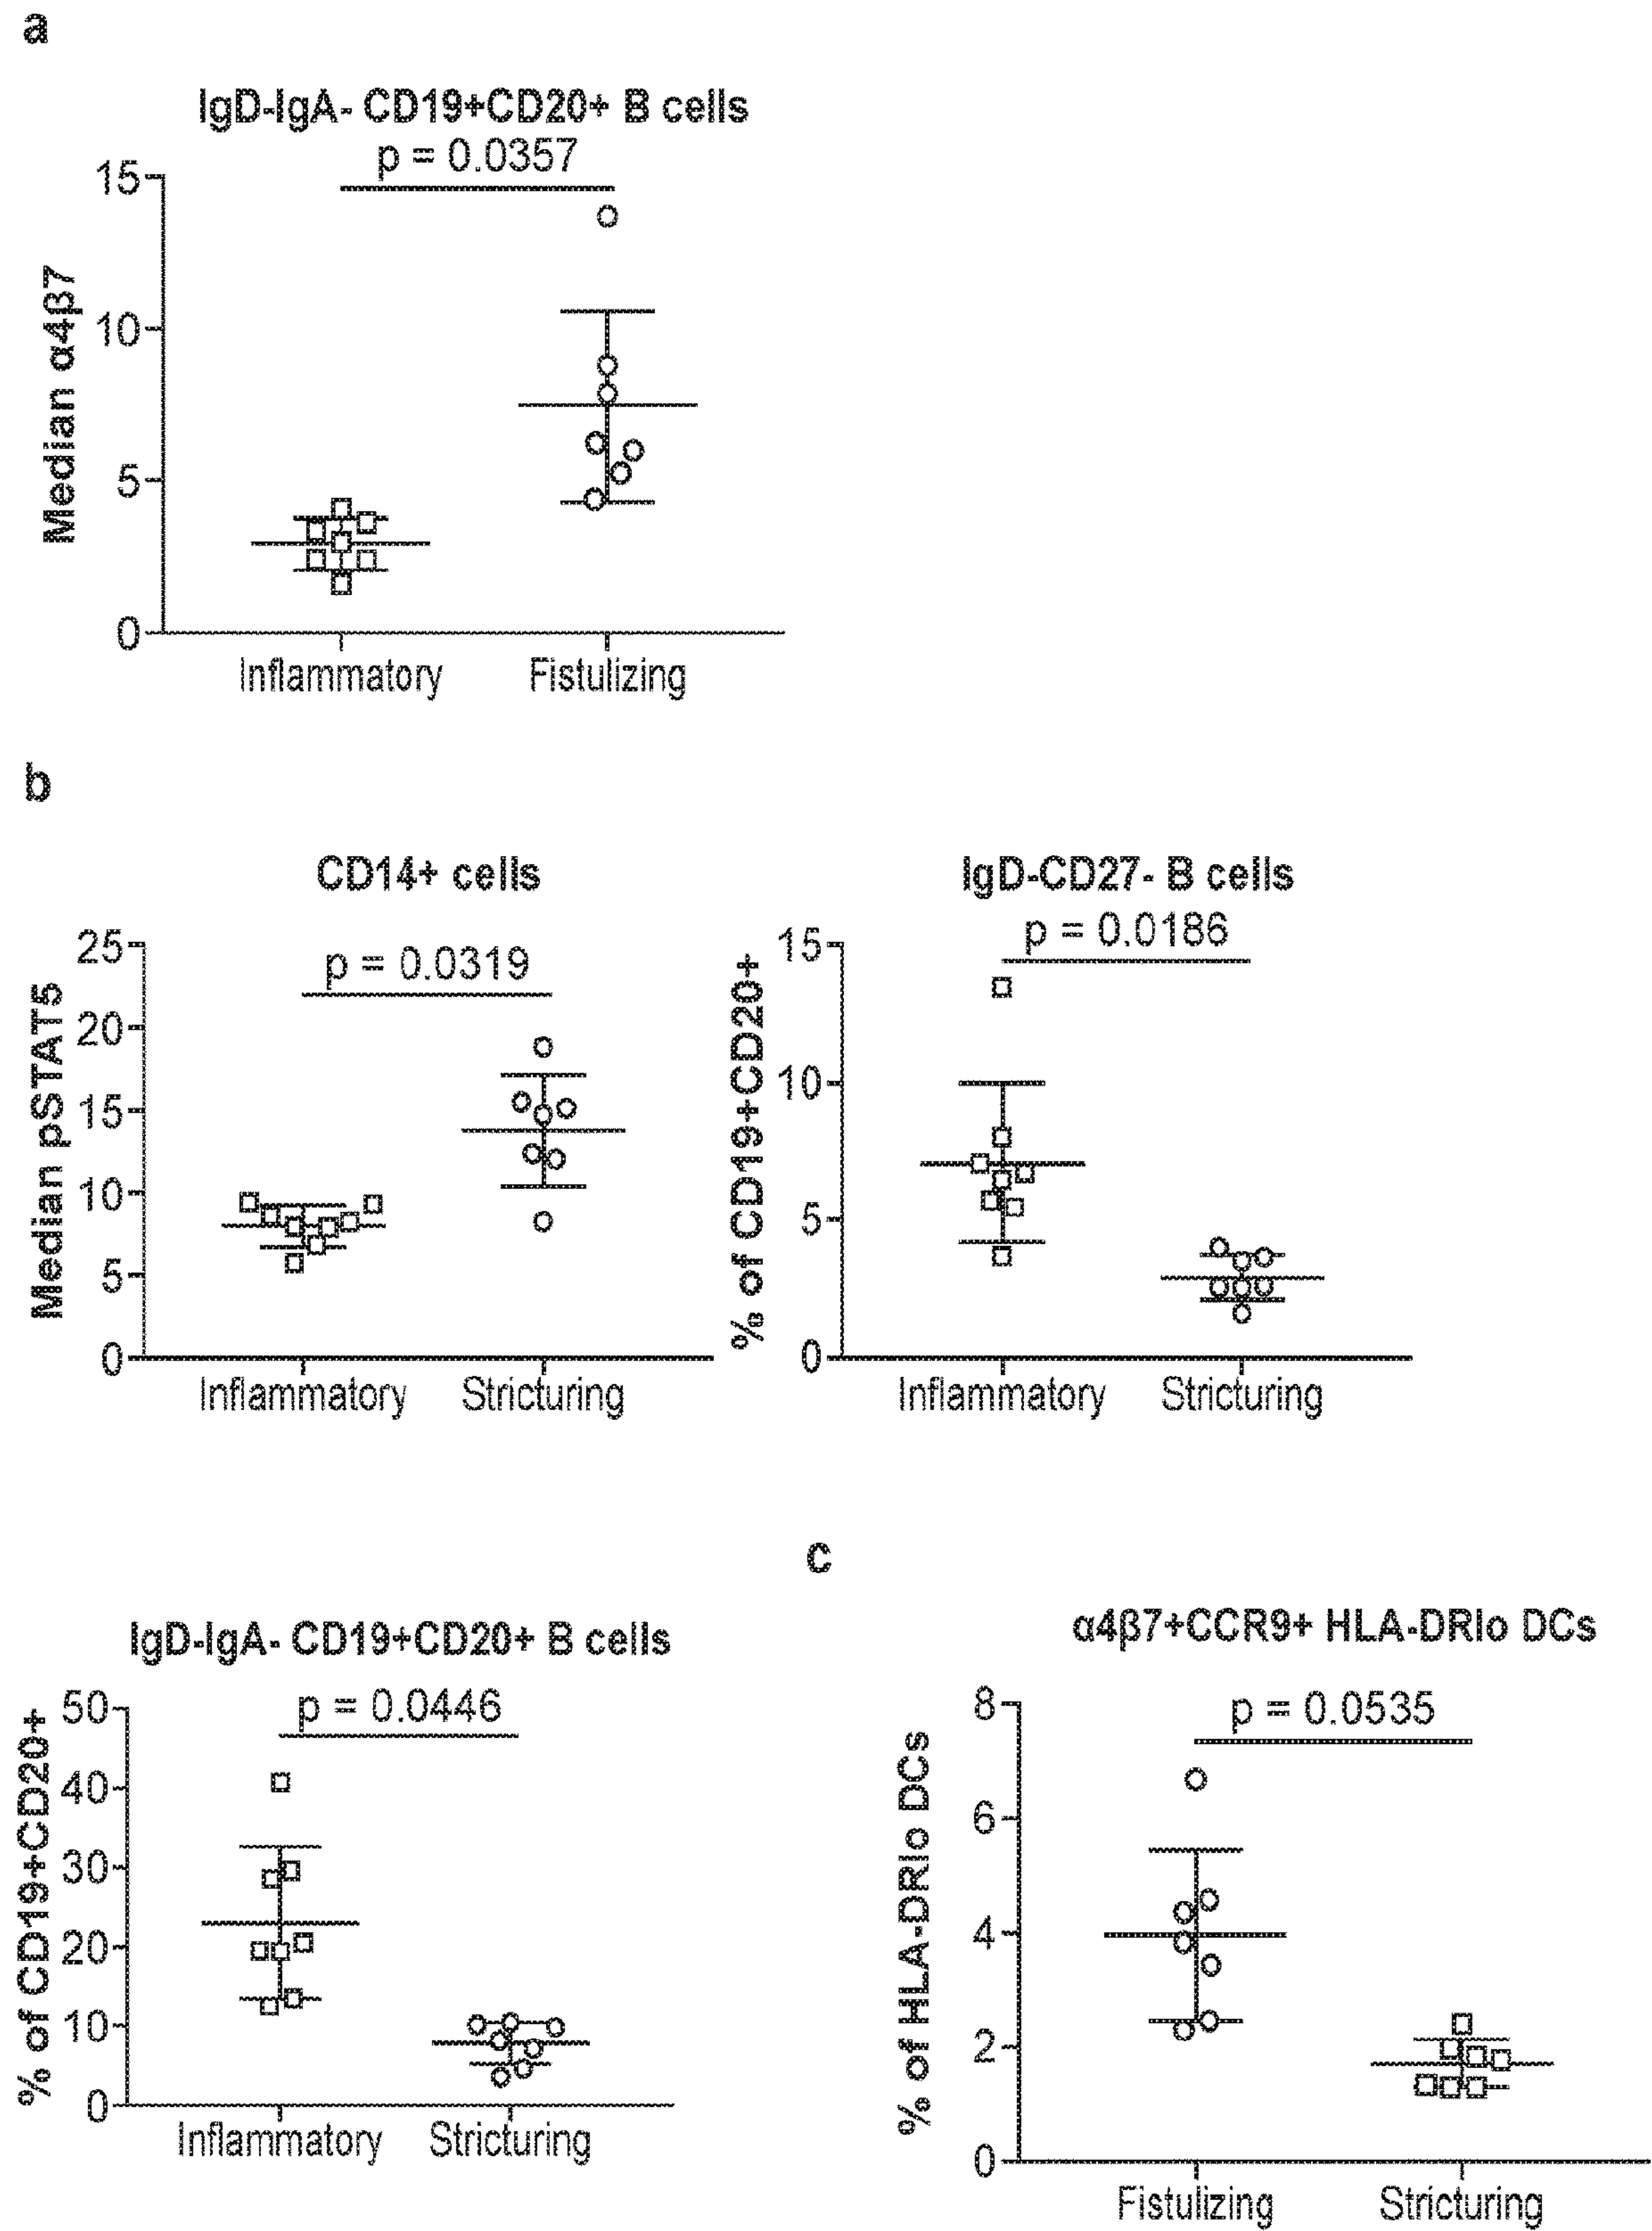 a
IgD-IgA- CD19+CD20+ B cells
p = 0.0357
Median α4β7
15
10
5
0
Inflammatory
Fistulizing
b
CD14+ cells
p = 0.0319
Median pSTAT5
25
20
15
10
5
0
Inflammatory
Stricturing
IgD-CD27- B cells
p = 0.0186
% of CD19+CD20+
15
10
5
0
Inflammatory
Stricturing
IgD-IgA- CD19+CD20+ B cells
p = 0.0446
% of CD19+CD20+
50
40
30
20
10
0
Inflammatory
Stricturing
c
α4β7+CCR9+ HLA-DRlo DCs
p = 0.0535
% of HLA-DRlo DCs
8
6
4
2
0
Fistulizing
Stricturing